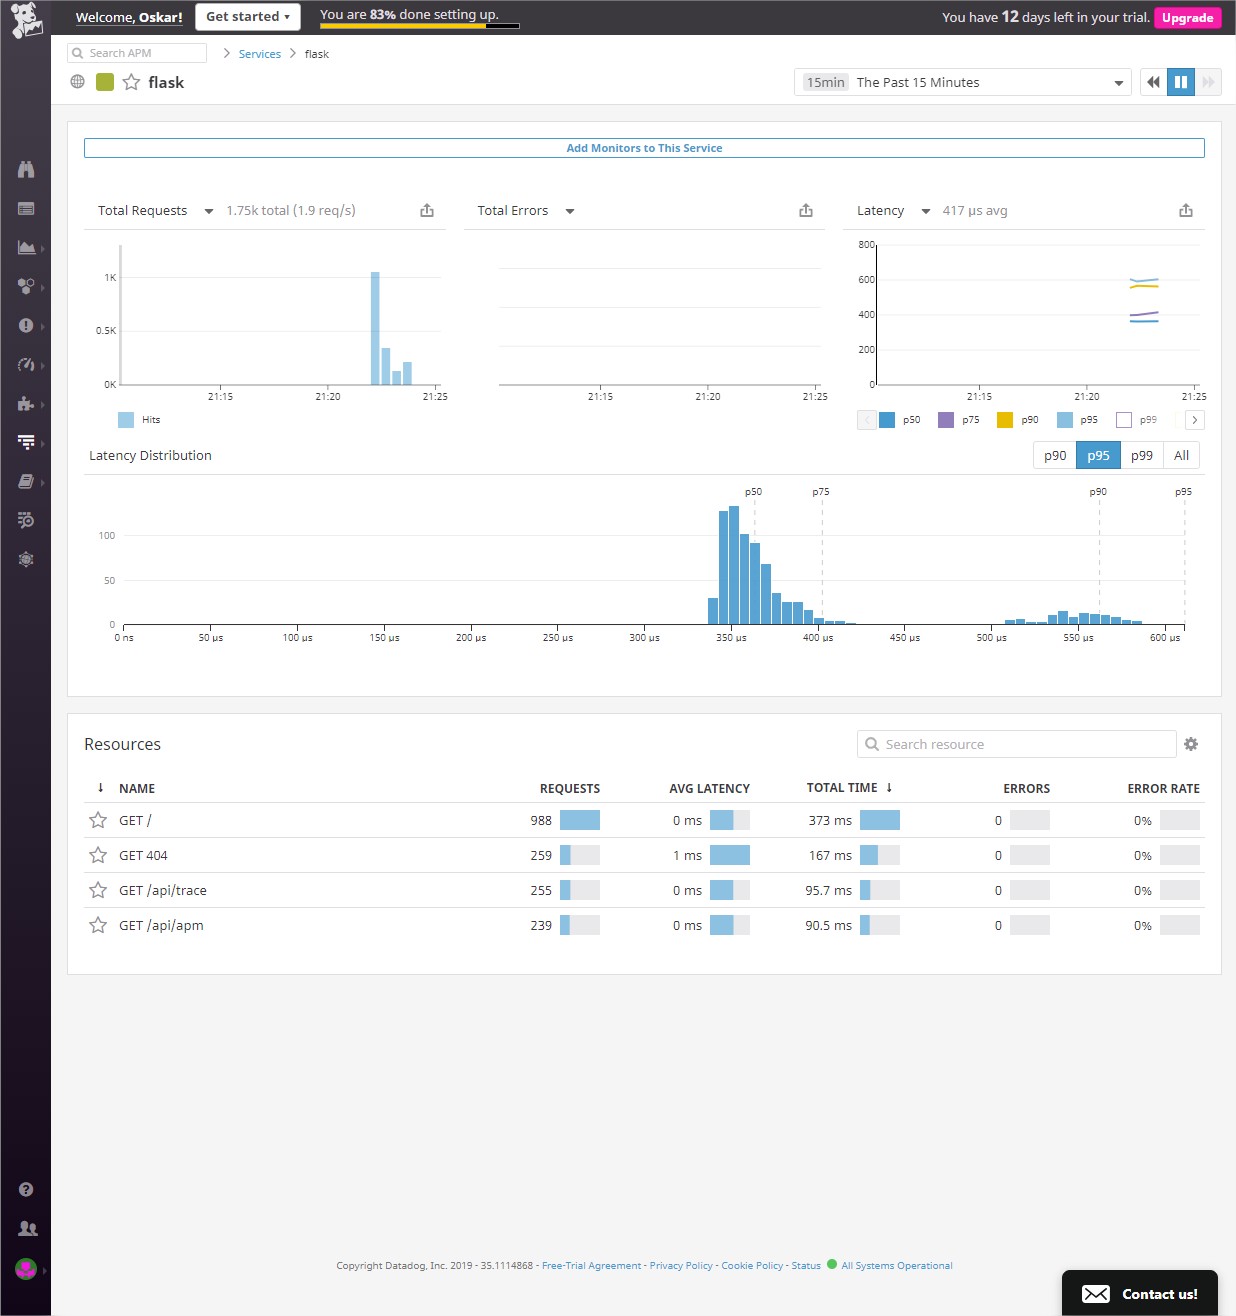 Welcome, Oskar!
Get started
You are 83% done setting up.
You have 12 days left in your trial.
Upgrade
Search APM
Services
flask
flask
15min The Past 15 Minutes
Add Monitors to This Service
Total Requests 1.75k total (1.9 req/s)
1K
0.5K
0K
21:15 21:20 21:25
Hits
Total Errors
21:15 21:20 21:25
Latency 417 µs avg
800
600
400
200
0
21:15 21:20 21:25
p50 p75 p90 p95 p99
Latency Distribution
p90 p95 p99 All
p50 p75 p90 p95
100
50
0
0 ns 50 µs 100 µs 150 µs 200 µs 250 µs 300 µs 350 µs 400 µs 450 µs 500 µs 550 µs 600 µs
Resources
Search resource
↓ NAME REQUESTS AVG LATENCY TOTAL TIME ↓ ERRORS ERROR RATE
GET / 988 0 ms 373 ms 0 0%
GET 404 259 1 ms 167 ms 0 0%
GET /api/trace 255 0 ms 95.7 ms 0 0%
GET /api/apm 239 0 ms 90.5 ms 0 0%
Copyright Datadog, Inc. 2019 - 35.1114868 - Free-Trial Agreement - Privacy Policy - Cookie Policy - Status All Systems Operational
Contact us!